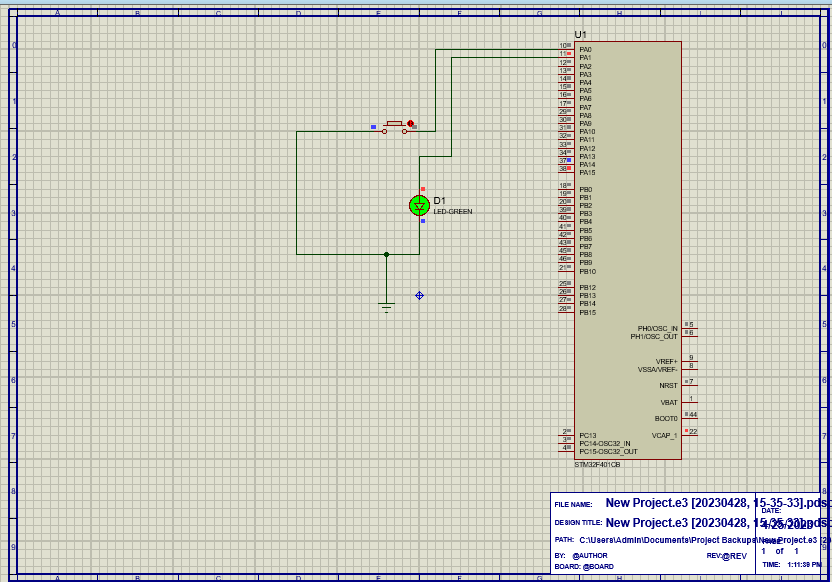 A B C D E F G H
U1
10 PA0
11 PA1
12 PA2
13 PA3
14 PA4
15 PA5
16 PA6
17 PA7
29 PA8
30 PA9
31 PA10
32 PA11
33 PA12
34 PA13
37 PA14
38 PA15
18 PB0
19 PB1
20 PB2
39 PB3
40 PB4
41 PB5
42 PB6
43 PB7
45 PB8
46 PB9
21 PB10
25 PB12
26 PB13
27 PB14
28 PB15
PH0/OSC_IN 5
PH1/OSC_OUT 6
VREF+ 9
VSSA/VREF- 8
NRST 7
VBAT 1
BOOT0 44
2 PC13 VCAP_1 22
3 PC14-OSC32_IN
4 PC15-OSC32_OUT
STM32F401CB
D1
LED-GREEN
0
1
2
3
4
5
6
7
8
9
FILE NAME: New Project.e3 [20230428, 15-35-33].pdsp
DESIGN TITLE: New Project.e3 [20230428, 15-35-33].pdsp
DATE:
PATH: C:\Users\Admin\Documents\Project Backups\New Project.e3
BY: @AUTHOR REV:@REV 1 of 1
BOARD: @BOARD TIME: 1:11:39 PM